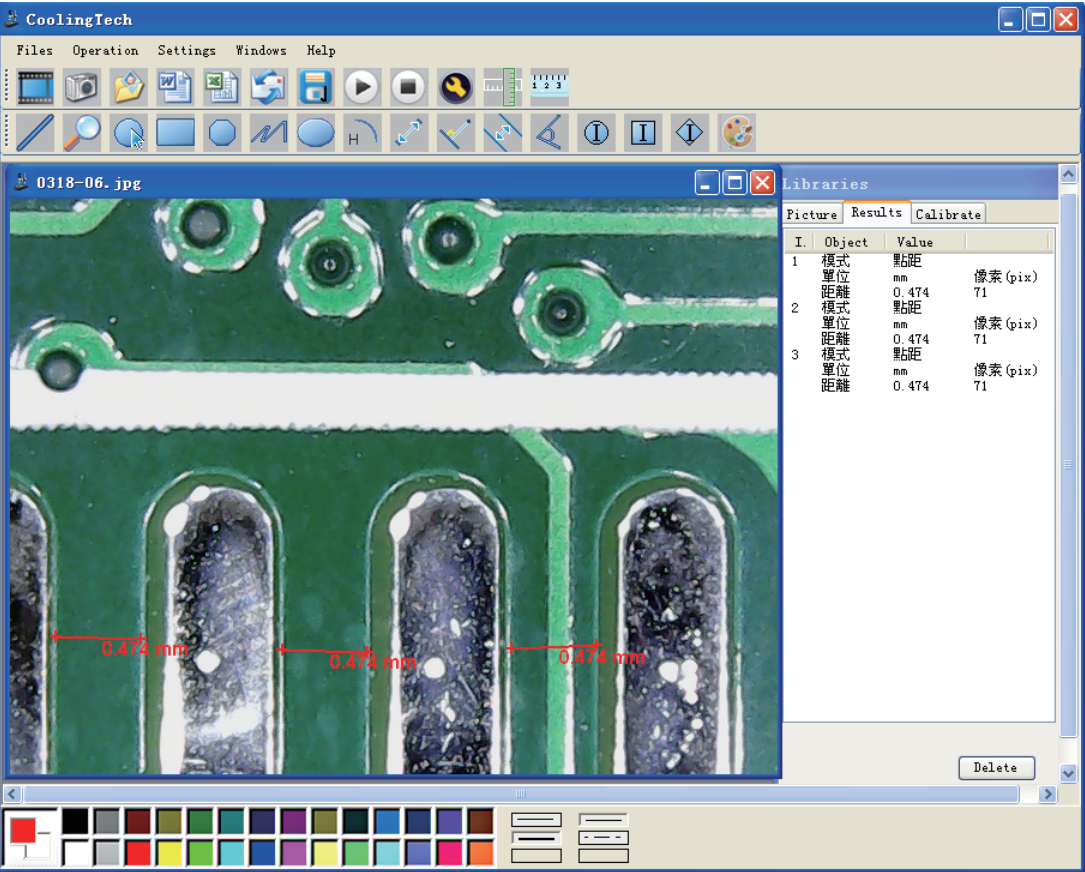 CoolingTech
Files Operation Settings Windows Help
W
1 2 3
H
I I I
0318-06.jpg
Libraries
Picture Results Calibrate
I. Object Value
1 模式 點距
單位 mm 像素(pix)
距離 0.474 71
2 模式 點距
單位 mm 像素(pix)
距離 0.474 71
3 模式 點距
單位 mm 像素(pix)
距離 0.474 71
0.474 mm
0.474 mm
0.474 mm
Delete